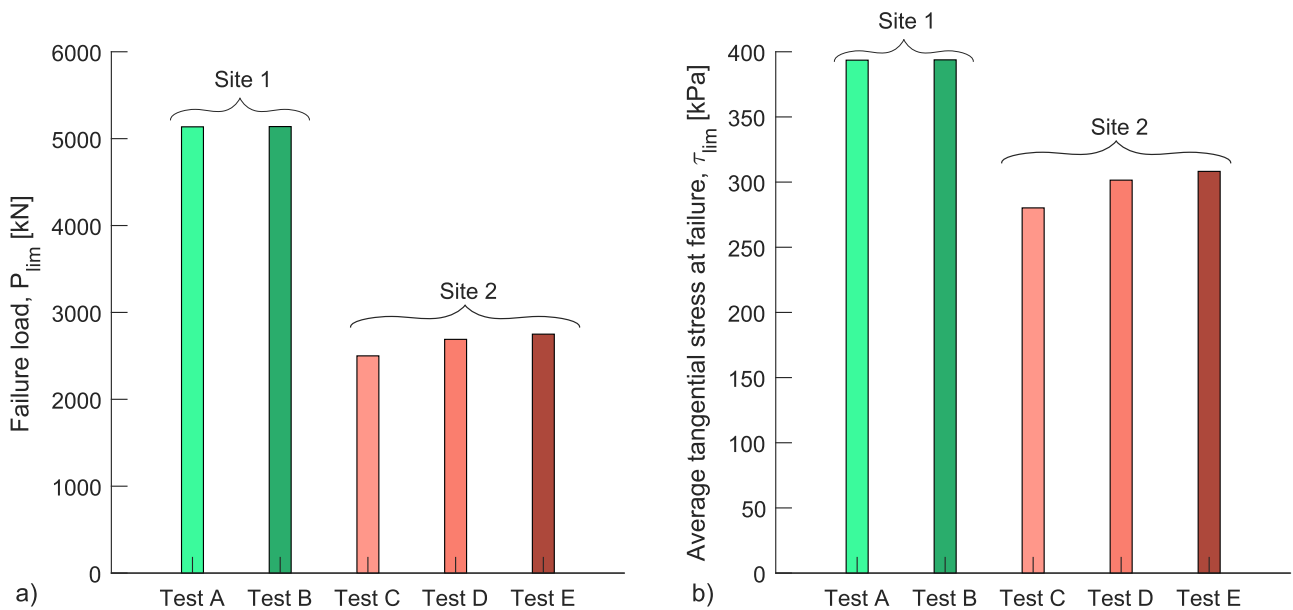 Site 1
6000
5000
4000
3000
2000
1000
0
Failure load, P_lim [kN]
Site 2
Test A Test B Test C Test D Test E
a)
Site 1
400
350
300
250
200
150
100
50
0
Average tangential stress at failure, τ_lim [kPa]
Site 2
Test A Test B Test C Test D Test E
b)